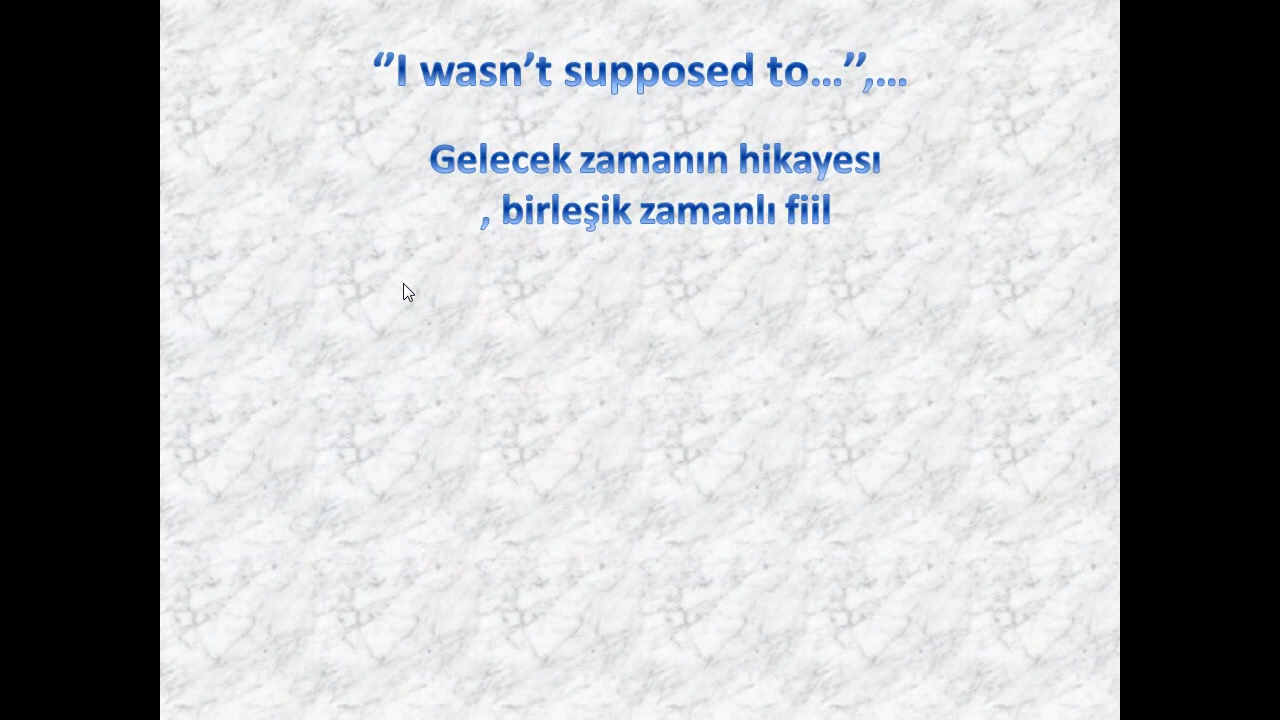 ‘‘I wasn’t supposed to...’’,...
Gelecek zamanın hikayesı
, birleşik zamanlı fiil